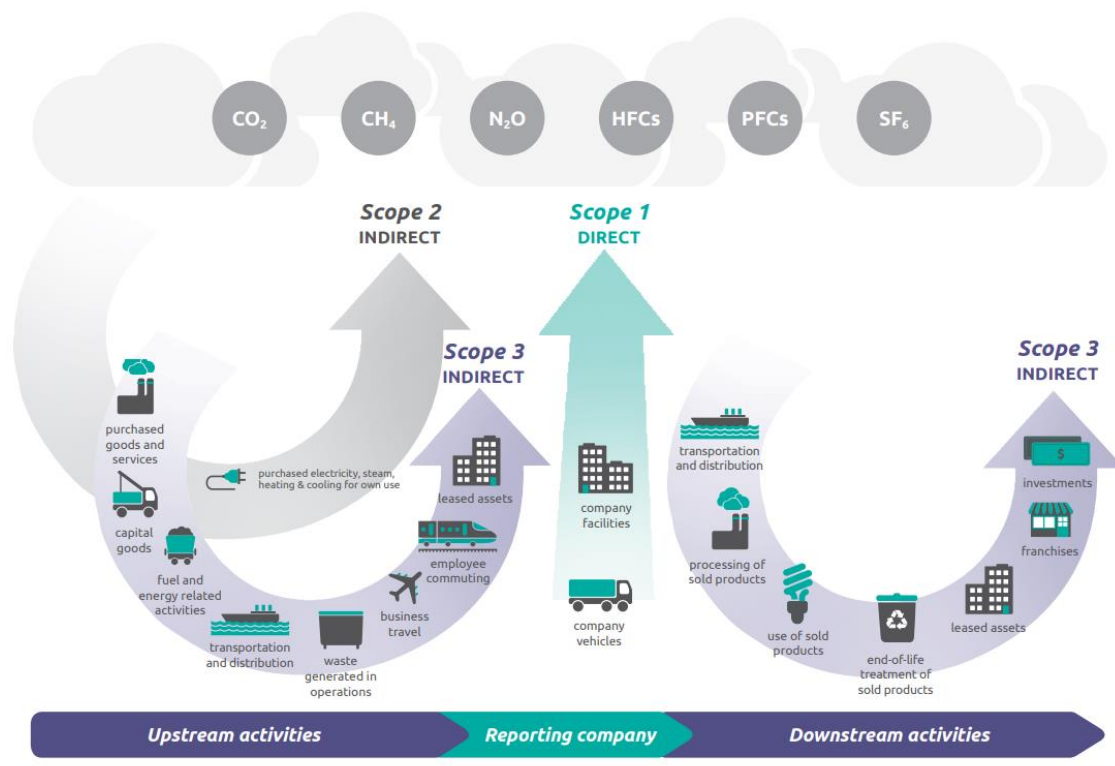 CO₂
CH₄
N₂O
HFCs
PFCs
SF₆
Scope 2
INDIRECT
Scope 1
DIRECT
Scope 3
INDIRECT
Scope 3
INDIRECT
purchased
goods and
services
capital
goods
fuel and
energy related
activities
purchased electricity, steam,
heating & cooling for own use
transportation
and distribution
waste
generated in
operations
business
travel
employee
commuting
leased assets
company
facilities
company
vehicles
transportation
and distribution
processing of
sold products
use of sold
products
end-of-life
treatment of
sold products
leased assets
franchises
$
investments
Upstream activities
Reporting company
Downstream activities